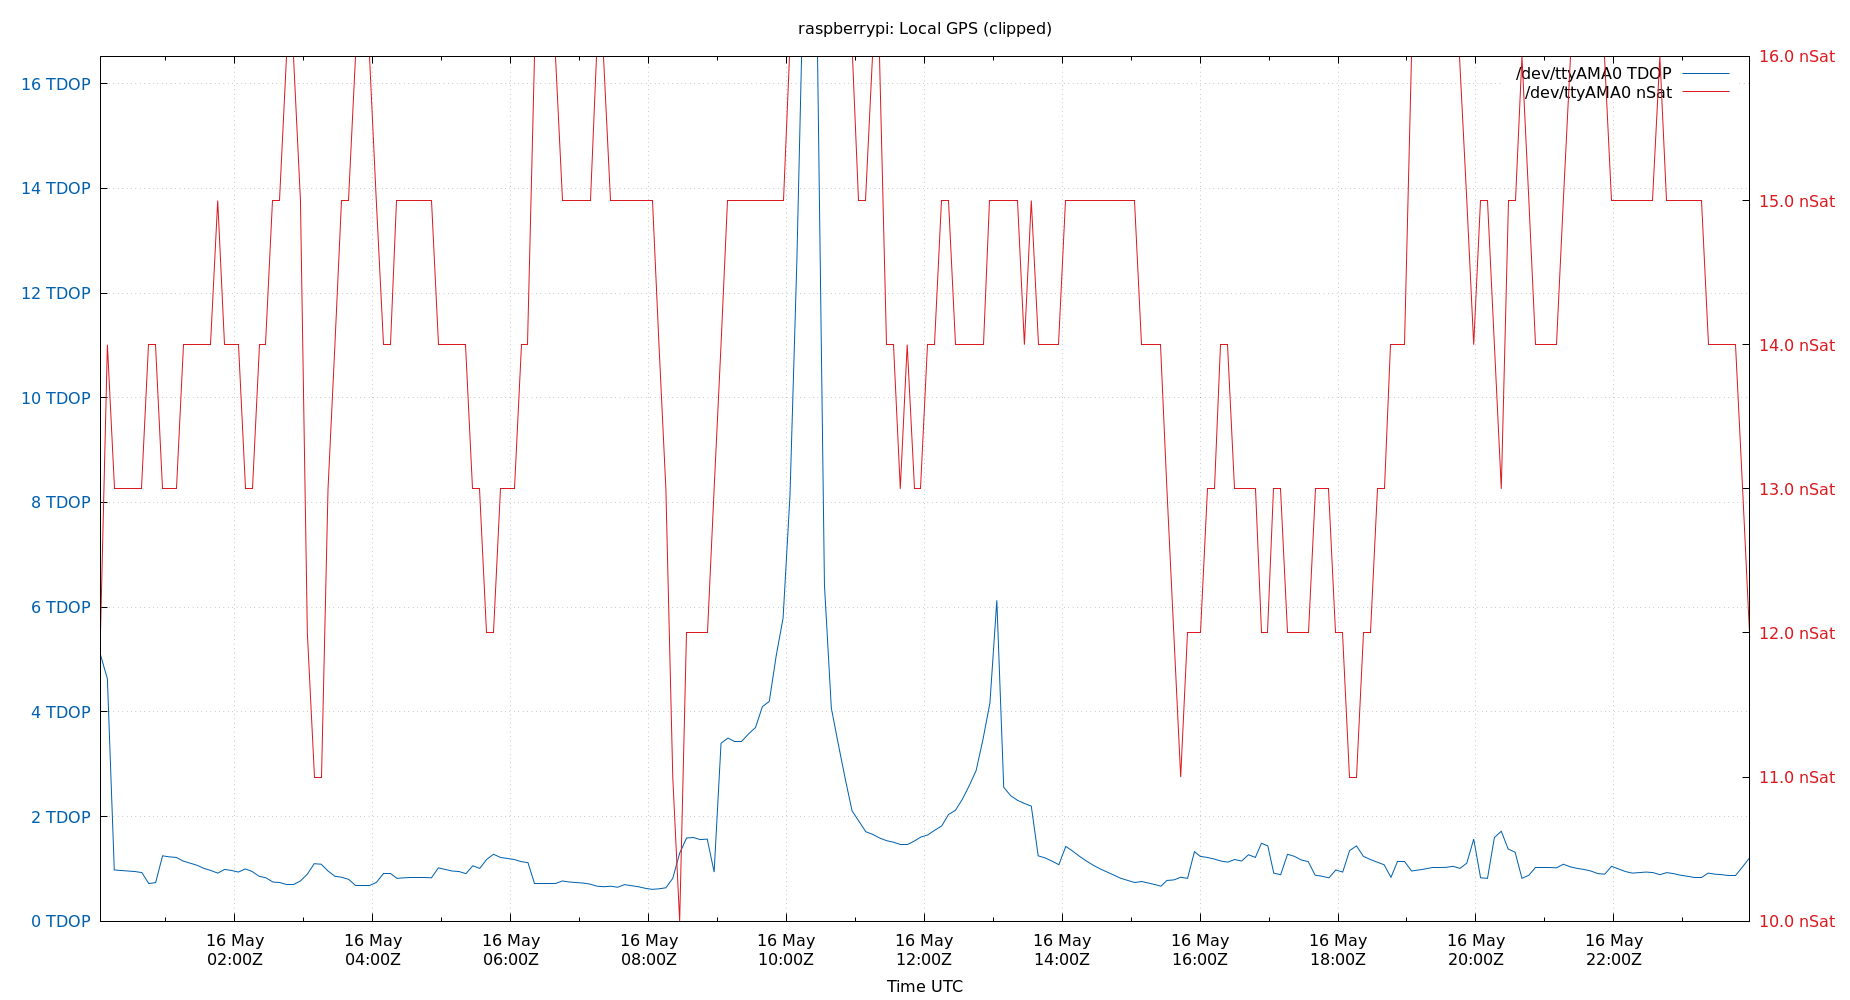 raspberrypi: Local GPS (clipped)
/dev/ttyAMA0 TDOP
/dev/ttyAMA0 nSat
16 TDOP
14 TDOP
12 TDOP
10 TDOP
8 TDOP
6 TDOP
4 TDOP
2 TDOP
0 TDOP
16.0 nSat
15.0 nSat
14.0 nSat
13.0 nSat
12.0 nSat
11.0 nSat
10.0 nSat
16 May
02:00Z
16 May
04:00Z
16 May
06:00Z
16 May
08:00Z
16 May
10:00Z
16 May
12:00Z
16 May
14:00Z
16 May
16:00Z
16 May
18:00Z
16 May
20:00Z
16 May
22:00Z
Time UTC